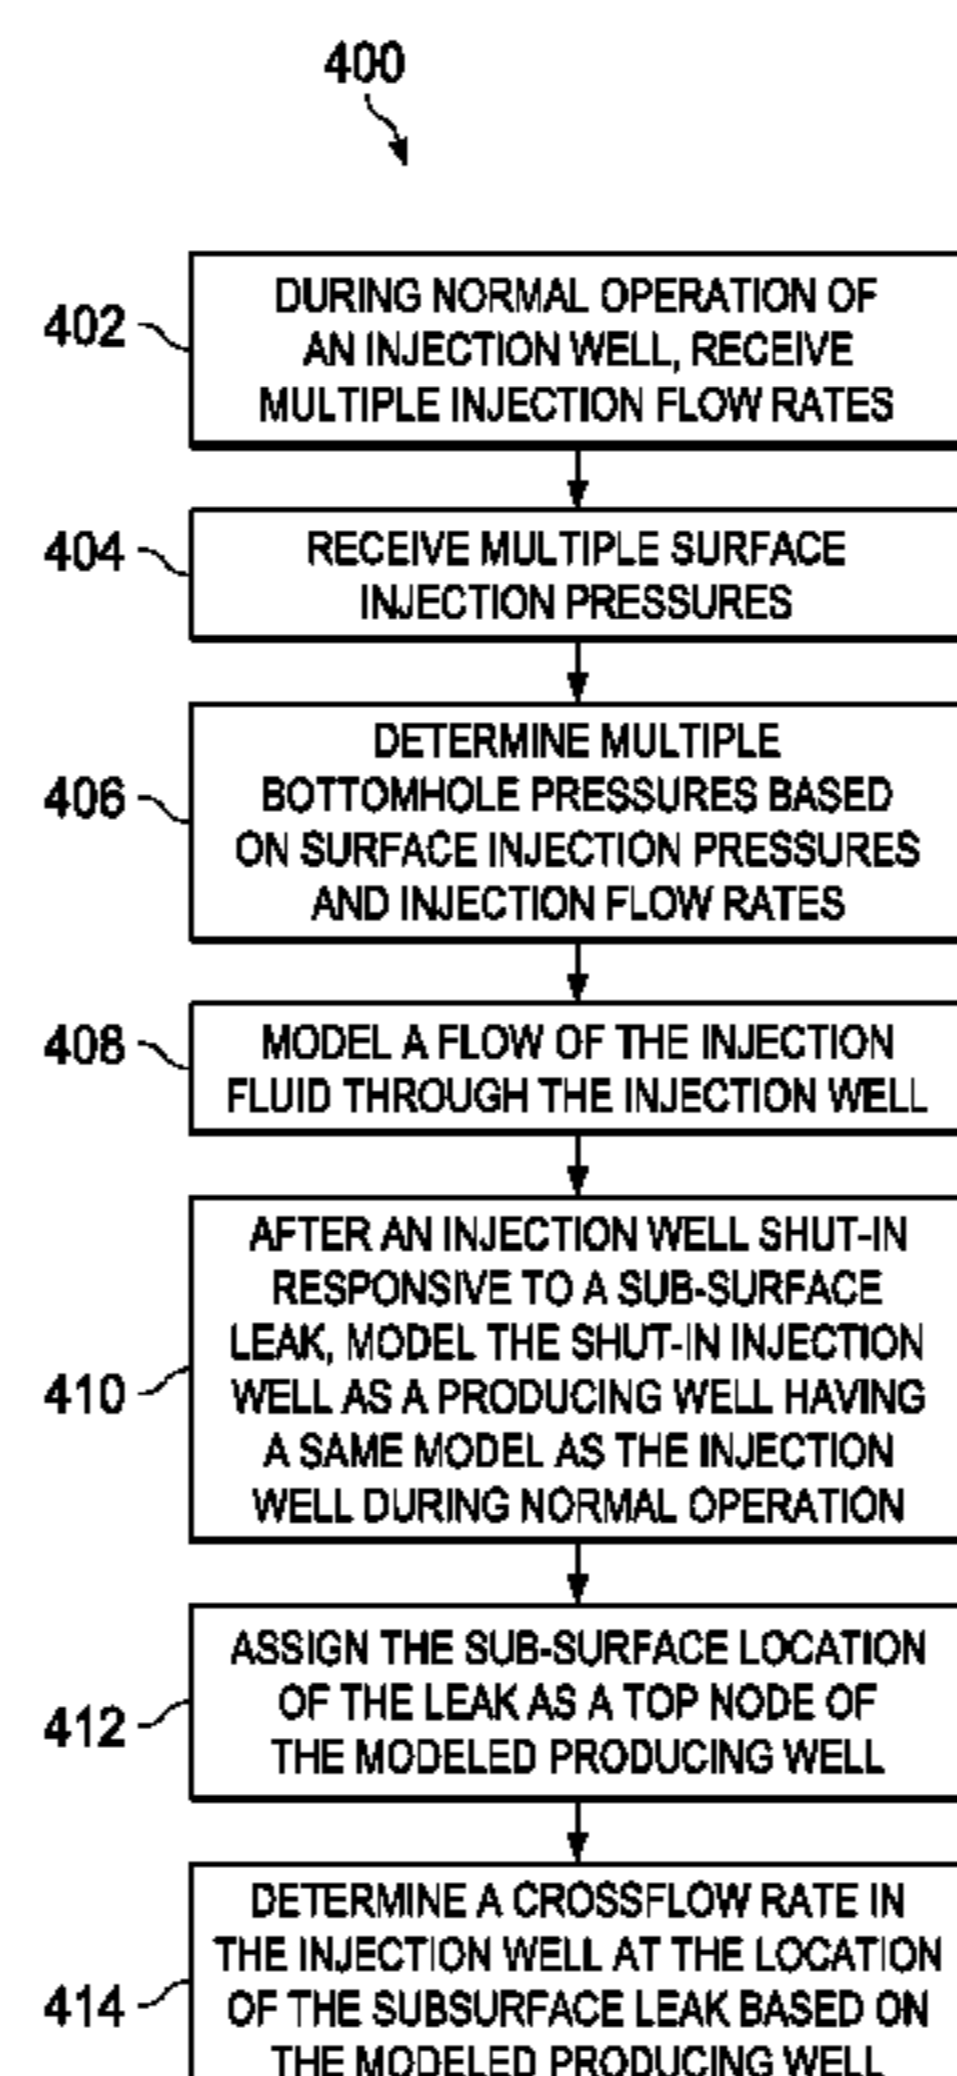 400
402
DURING NORMAL OPERATION OF
AN INJECTION WELL, RECEIVE
MULTIPLE INJECTION FLOW RATES
404
RECEIVE MULTIPLE SURFACE
INJECTION PRESSURES
406
DETERMINE MULTIPLE
BOTTOMHOLE PRESSURES BASED
ON SURFACE INJECTION PRESSURES
AND INJECTION FLOW RATES
408
MODEL A FLOW OF THE INJECTION
FLUID THROUGH THE INJECTION WELL
410
AFTER AN INJECTION WELL SHUT-IN
RESPONSIVE TO A SUB-SURFACE
LEAK, MODEL THE SHUT-IN INJECTION
WELL AS A PRODUCING WELL HAVING
A SAME MODEL AS THE INJECTION
WELL DURING NORMAL OPERATION
412
ASSIGN THE SUB-SURFACE LOCATION
OF THE LEAK AS A TOP NODE OF
THE MODELED PRODUCING WELL
414
DETERMINE A CROSSFLOW RATE IN
THE INJECTION WELL AT THE LOCATION
OF THE SUBSURFACE LEAK BASED ON
THE MODELED PRODUCING WELL